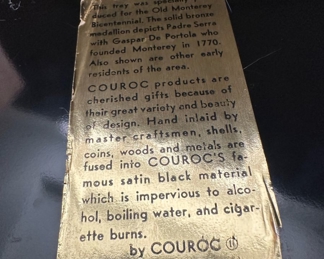 This tray was specially pro-
duced for the Old Monterey
Bicentennial. The solid bronze
medallion depicts Padre Serra
with Gaspar De Portole who
founded Monterey in 1770.
Also shown are other early
residents of the area.
COUROC products are
cherished gifts because of
their great variety and beauty
of design. Hand inlaid by
master craftsmen, shells,
coins, woods and metals are
fused into COUROC'S fa-
mous satin black material
which is impervious to alco-
hol, boiling water, and cigar-
ette burns.
by COUROC